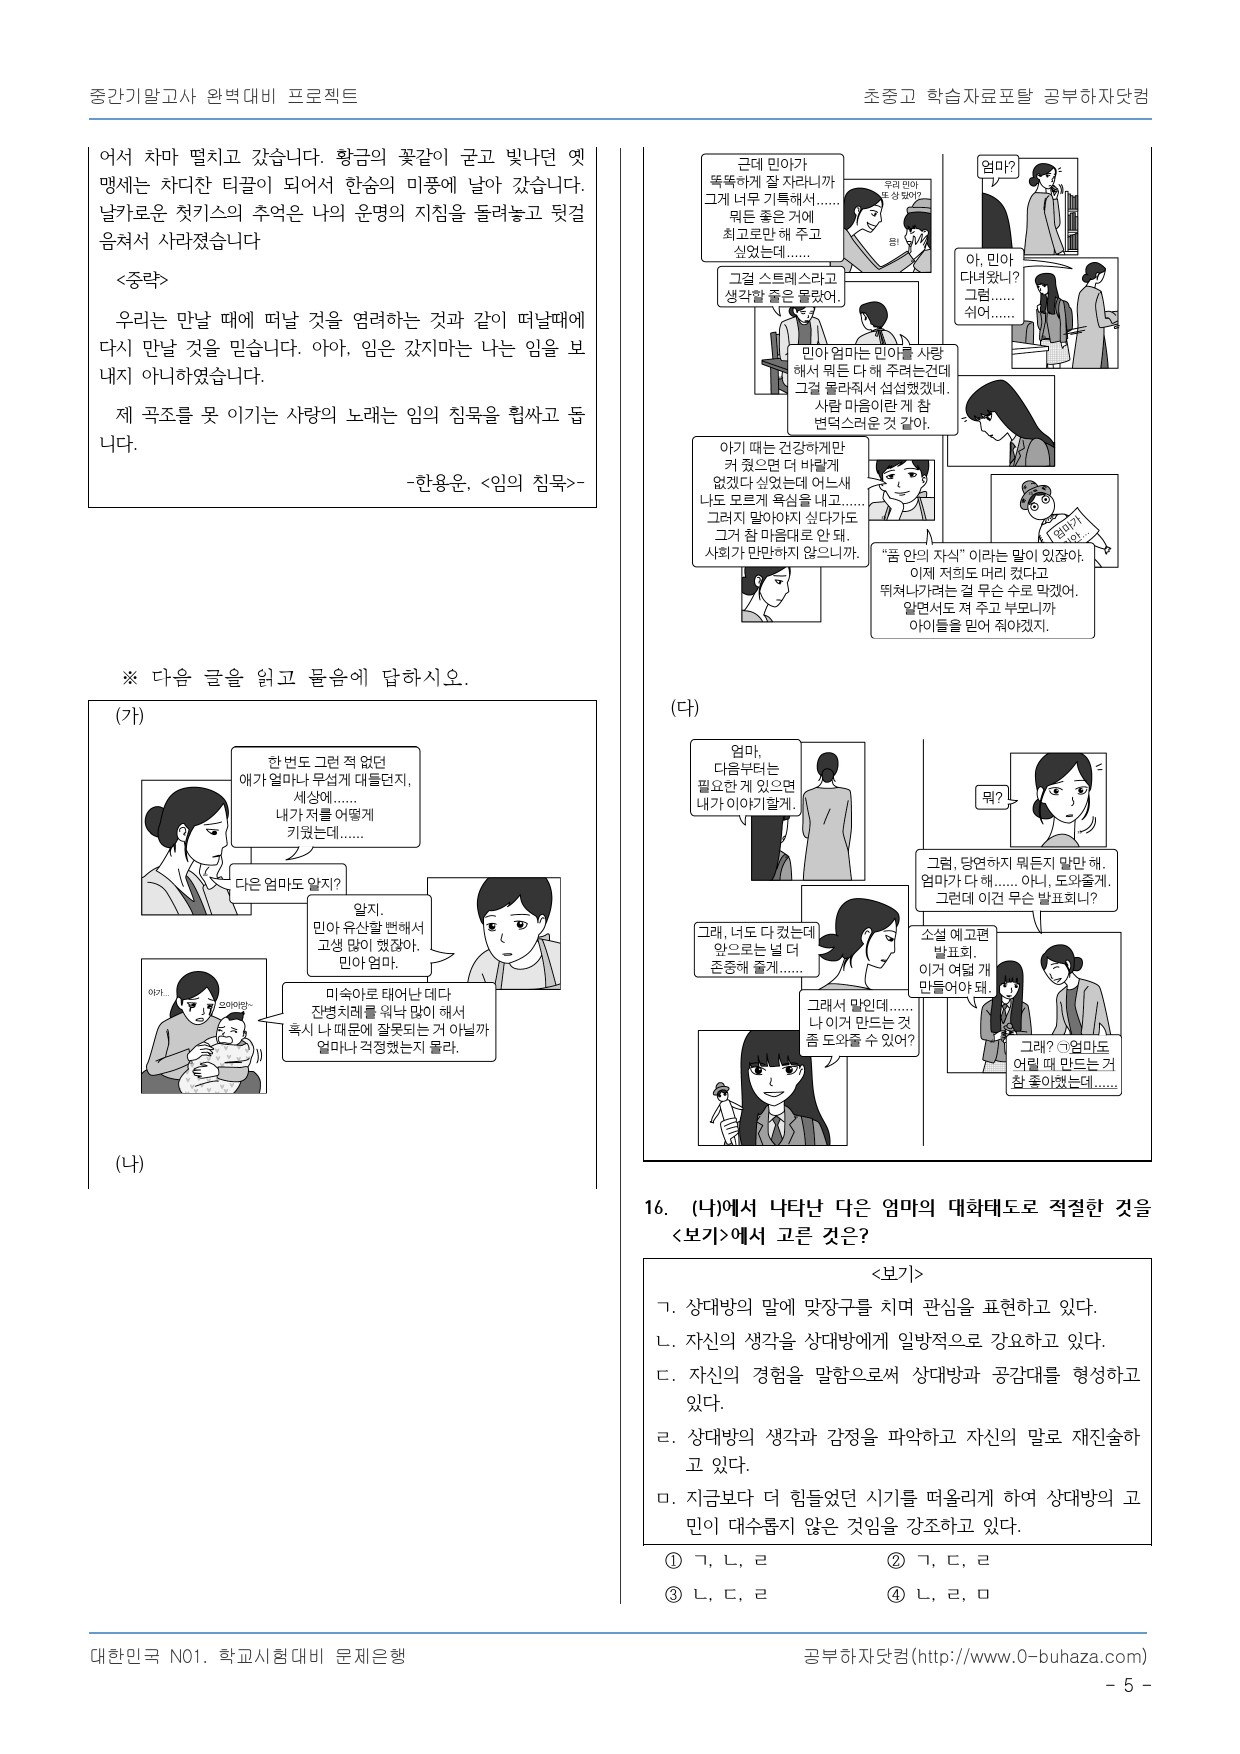 중간기말고사 완벽대비 프로젝트
초중고 학습자료포탈 공부하자닷컴
어서 차마 떨치고 갔습니다. 황금의 꽃같이 굳고 빛나던 옛
맹세는 차디찬 티끌이 되어서 한숨의 미풍에 날아 갔습니다.
날카로운 첫키스의 추억은 나의 운명의 지침을 돌려놓고 뒷걸
음쳐서 사라졌습니다
<중략>
우리는 만날 때에 떠날 것을 염려하는 것과 같이 떠날때에
다시 만날 것을 믿습니다. 아아, 임은 갔지마는 나는 임을 보
내지 아니하였습니다.
제 곡조를 못 이기는 사랑의 노래는 임의 침묵을 휩싸고 돕
니다.
-한용운, <임의 침묵>-
※ 다음 글을 읽고 물음에 답하시오.
(가)
한 번도 그런 적 없던
애가 얼마나 무섭게 대들던지,
세상에......
내가 저를 어떻게
키웠는데......
다은 엄마도 알지?
알지.
민아 유산할 뻔해서
고생 많이 했잖아.
민아 엄마.
아가...
으아아앙~
미숙아로 태어난 데다
잔병치레를 워낙 많이 해서
혹시 나 때문에 잘못되는 거 아닐까
얼마나 걱정했는지 몰라.
(나)
근데 민아가
똑똑하게 잘 자라니까
그게 너무 기특해서......
뭐든 좋은 거에
최고로만 해 주고
싶었는데......
우리 민아
또 상 탔어?
응!
그걸 스트레스라고
생각할 줄은 몰랐어.
민아 엄마는 민아를 사랑
해서 뭐든 다 해 주려는건데
그걸 몰라줘서 섭섭했겠네.
사람 마음이란 게 참
변덕스러운 것 같아.
아기 때는 건강하게만
커 줬으면 더 바랄게
없겠다 싶었는데 어느새
나도 모르게 욕심을 내고......
그러지 말아야지 싶다가도
그거 참 마음대로 안 돼.
사회가 만만하지 않으니까.
“품 안의 자식” 이라는 말이 있잖아.
이제 저희도 머리 컸다고
뛰쳐나가려는 걸 무슨 수로 막겠어.
알면서도 져 주고 부모니까
아이들을 믿어 줘야겠지.
엄마?
아, 민아
다녀왔니?
그럼......
쉬어......
엄마가
(다)
엄마,
다음부터는
필요한 게 있으면
내가 이야기할게.
그래, 너도 다 컸는데
앞으로는 널 더
존중해 줄게......
그래서 말인데......
나 이거 만드는 것
좀 도와줄 수 있어?
뭐?
그럼, 당연하지 뭐든지 말만 해.
엄마가 다 해...... 아니, 도와줄게.
그런데 이건 무슨 발표회니?
소설 예고편
발표회.
이거 여덟 개
만들어야 돼.
그래? ㉠엄마도
어릴 때 만드는 거
참 좋아했는데......
16. (나)에서 나타난 다은 엄마의 대화태도로 적절한 것을
<보기>에서 고른 것은?
<보기>
ㄱ. 상대방의 말에 맞장구를 치며 관심을 표현하고 있다.
ㄴ. 자신의 생각을 상대방에게 일방적으로 강요하고 있다.
ㄷ. 자신의 경험을 말함으로써 상대방과 공감대를 형성하고
있다.
ㄹ. 상대방의 생각과 감정을 파악하고 자신의 말로 재진술하
고 있다.
ㅁ. 지금보다 더 힘들었던 시기를 떠올리게 하여 상대방의 고
민이 대수롭지 않은 것임을 강조하고 있다.
① ㄱ, ㄴ, ㄹ ② ㄱ, ㄷ, ㄹ
③ ㄴ, ㄷ, ㄹ ④ ㄴ, ㄹ, ㅁ
대한민국 N01. 학교시험대비 문제은행
공부하자닷컴(http://www.0-buhaza.com)
- 5 -